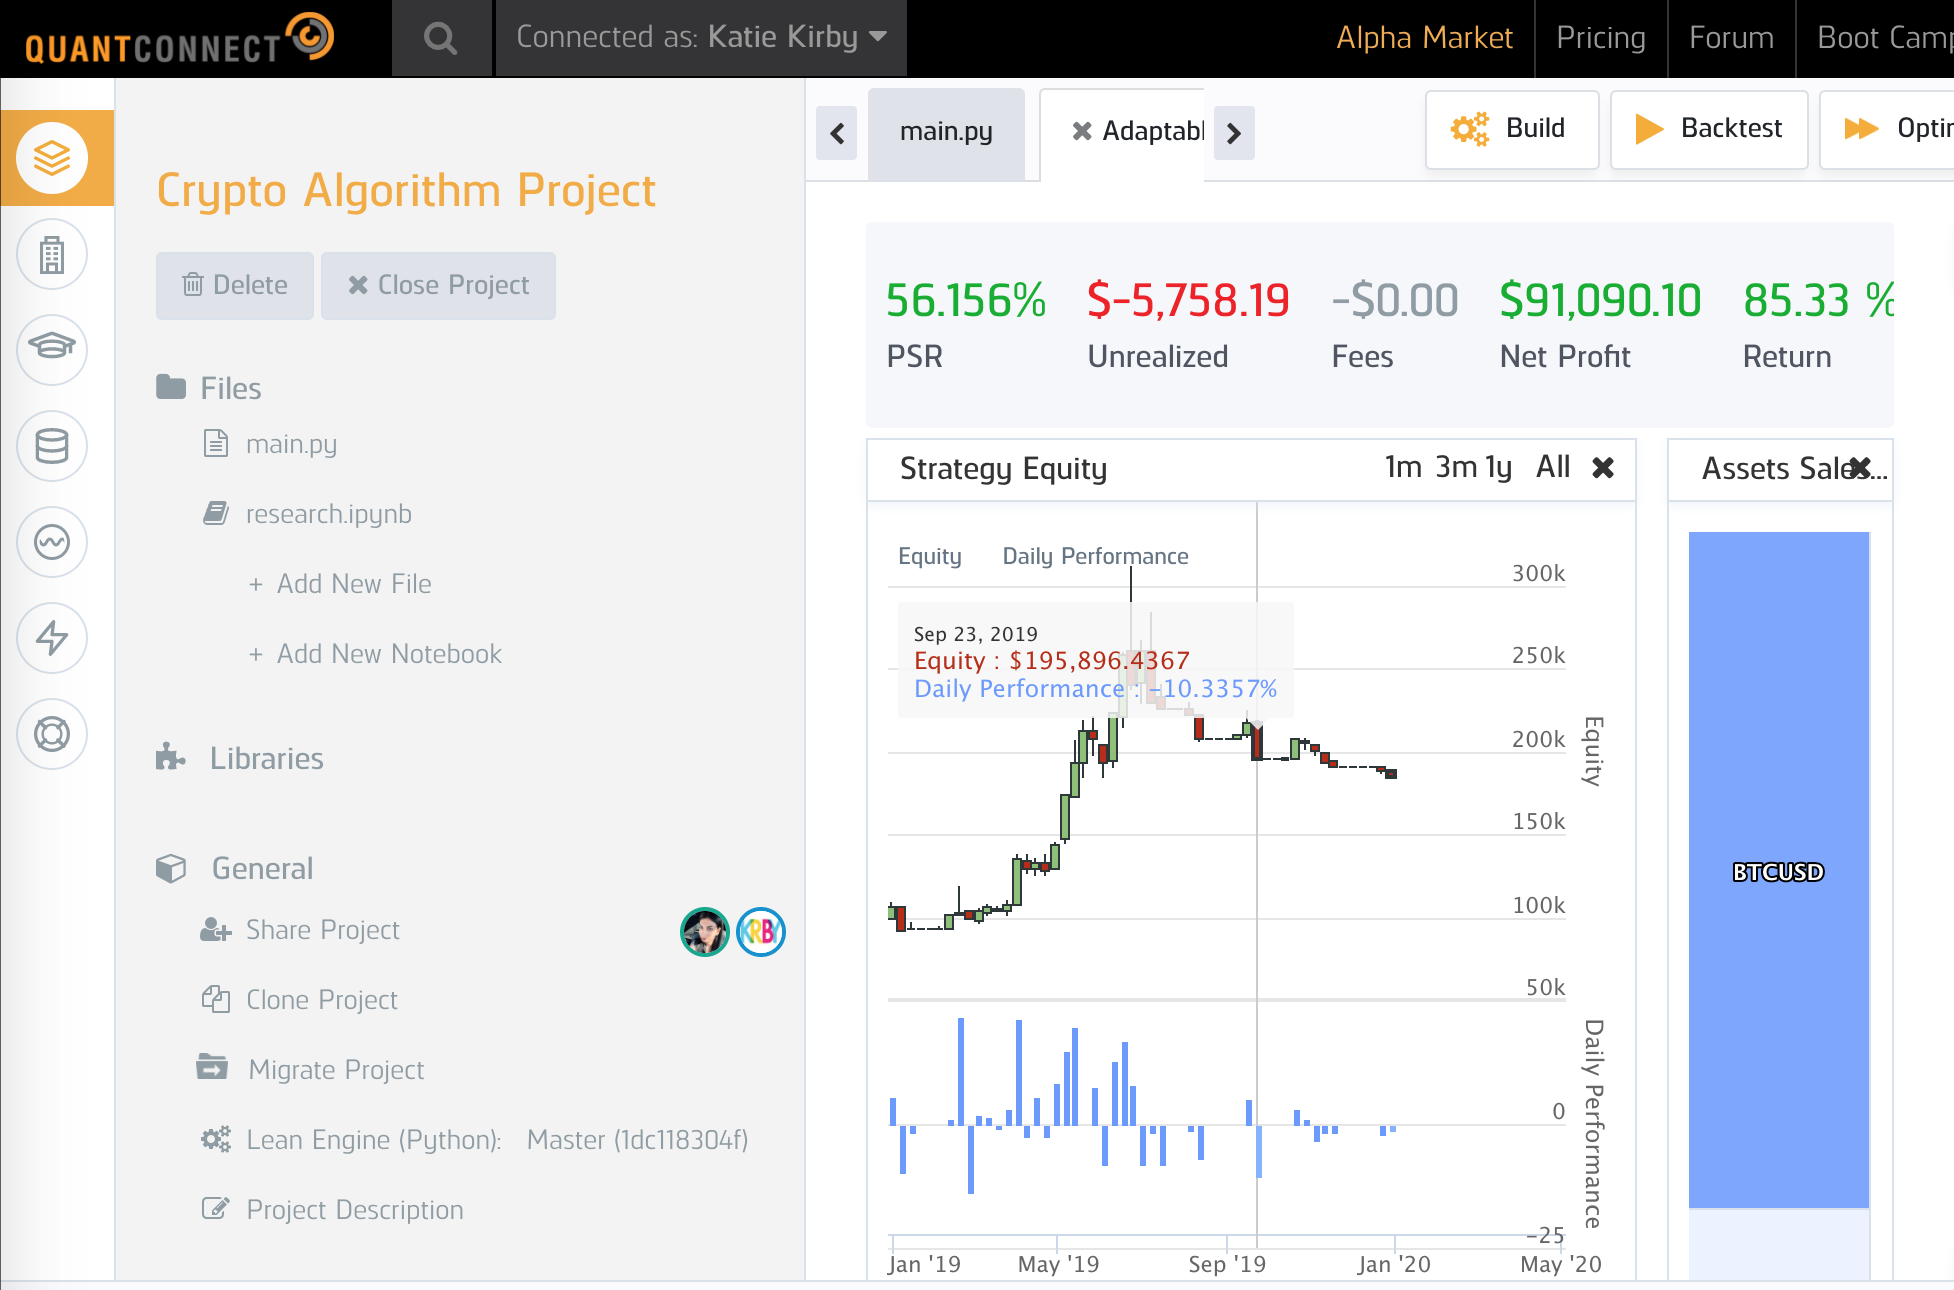 QUANTCONNECT
Connected as: Katie Kirby
Alpha Market
Pricing
Forum
Boot Camp
main.py
Adaptabl
Build
Backtest
Optim
Crypto Algorithm Project
Delete
Close Project
Files
main.py
research.ipynb
+ Add New File
+ Add New Notebook
Libraries
General
Share Project
KRBY
Clone Project
Migrate Project
Lean Engine (Python): Master (1dc118304f)
Project Description
56.156%
PSR
$-5,758.19
Unrealized
-$0.00
Fees
$91,090.10
Net Profit
85.33 %
Return
Strategy Equity
1m 3m 1y All
Equity
Daily Performance
Sep 23, 2019
Equity : $195,896.4367
Daily Performance : -10.3357%
300k
250k
200k
150k
100k
50k
Equity
0
-25
Daily Performance
Jan '19
May '19
Sep '19
Jan '20
May '20
Assets Sales...
BTCUSD